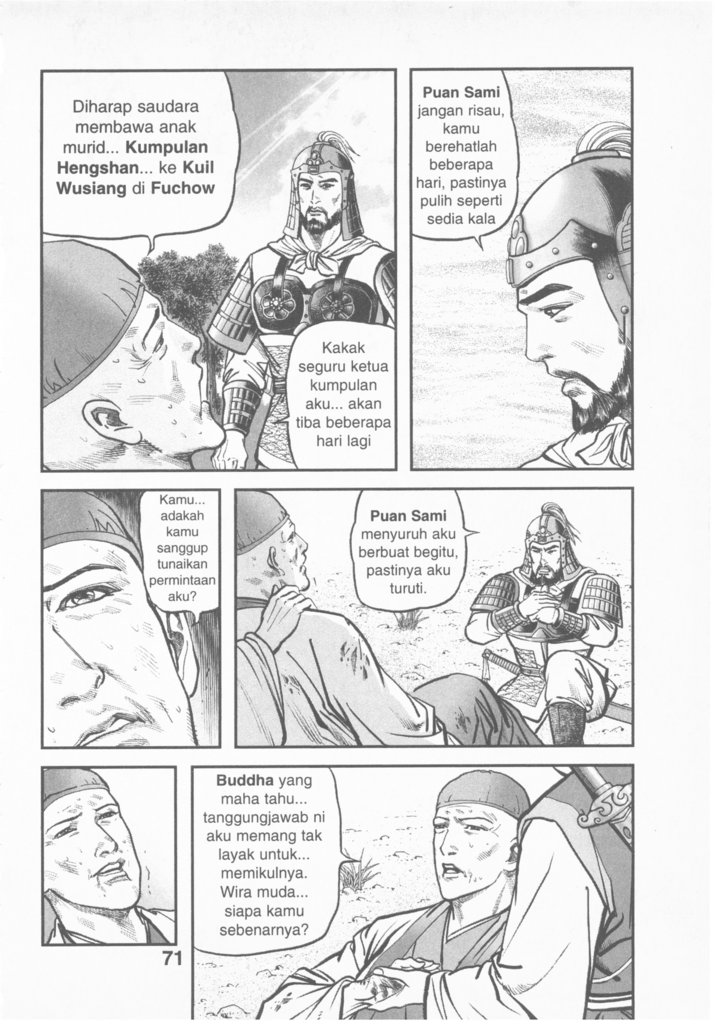 Diharap saudara
membawa anak
murid... Kumpulan
Hengshan... ke Kuil
Wusiang di Fuchow
Kakak
seguru ketua
kumpulan
aku... akan
tiba beberapa
hari lagi
Puan Sami
jangan risau,
kamu
berehatlah
beberapa
hari, pastinya
pulih seperti
sedia kala
Kamu...
adakah
kamu
sanggup
tunaikan
permintaan
aku?
Puan Sami
menyuruh aku
berbuat begitu,
pastinya aku
turuti.
Buddha yang
maha tahu...
tanggungjawab ni
aku memang tak
layak untuk...
memikulnya.
Wira muda...
siapa kamu
sebenarnya?
71